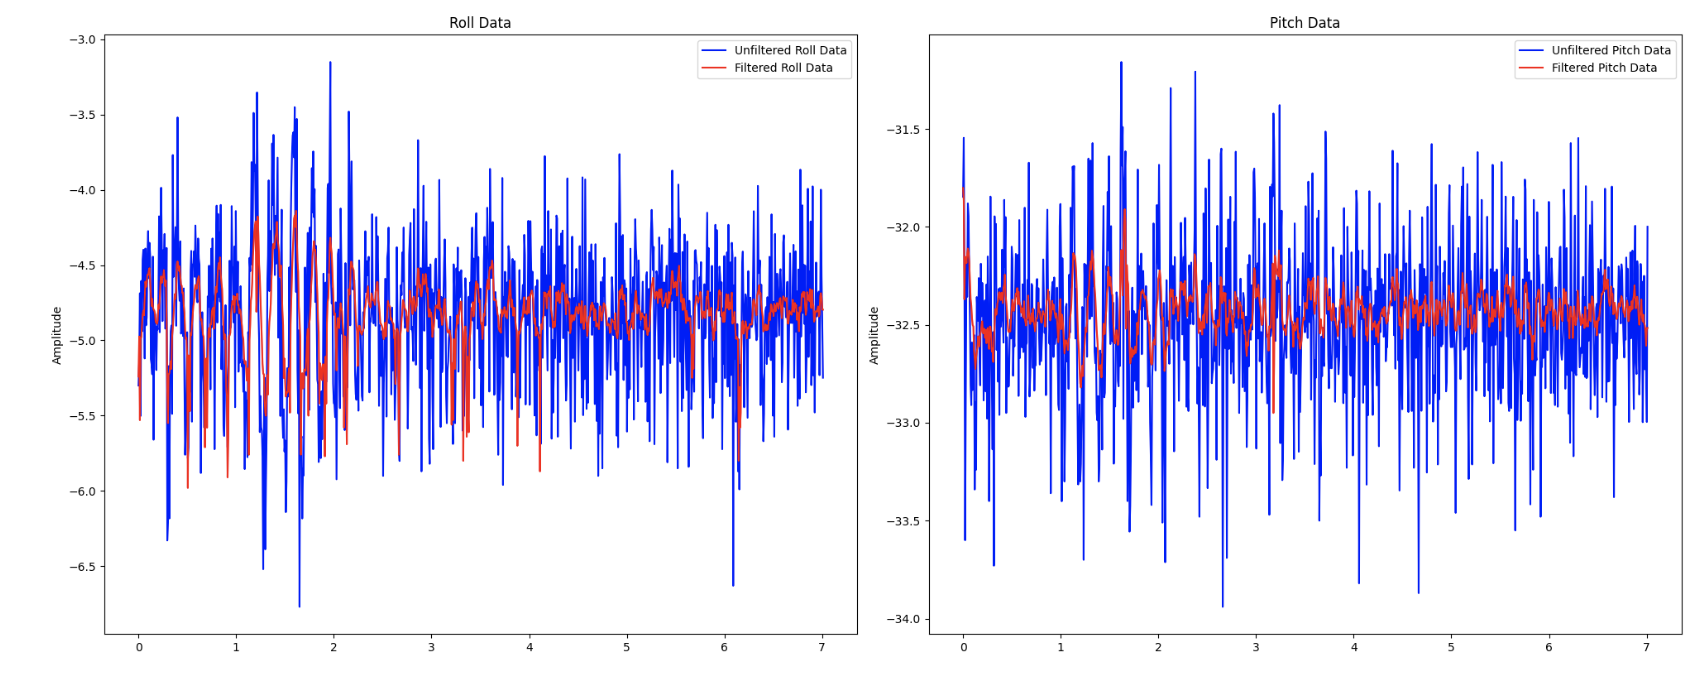 Roll Data
Unfiltered Roll Data
Filtered Roll Data
Amplitude
−3.0
−3.5
−4.0
−4.5
−5.0
−5.5
−6.0
−6.5
0 1 2 3 4 5 6 7
Pitch Data
Unfiltered Pitch Data
Filtered Pitch Data
Amplitude
−31.5
−32.0
−32.5
−33.0
−33.5
−34.0
0 1 2 3 4 5 6 7